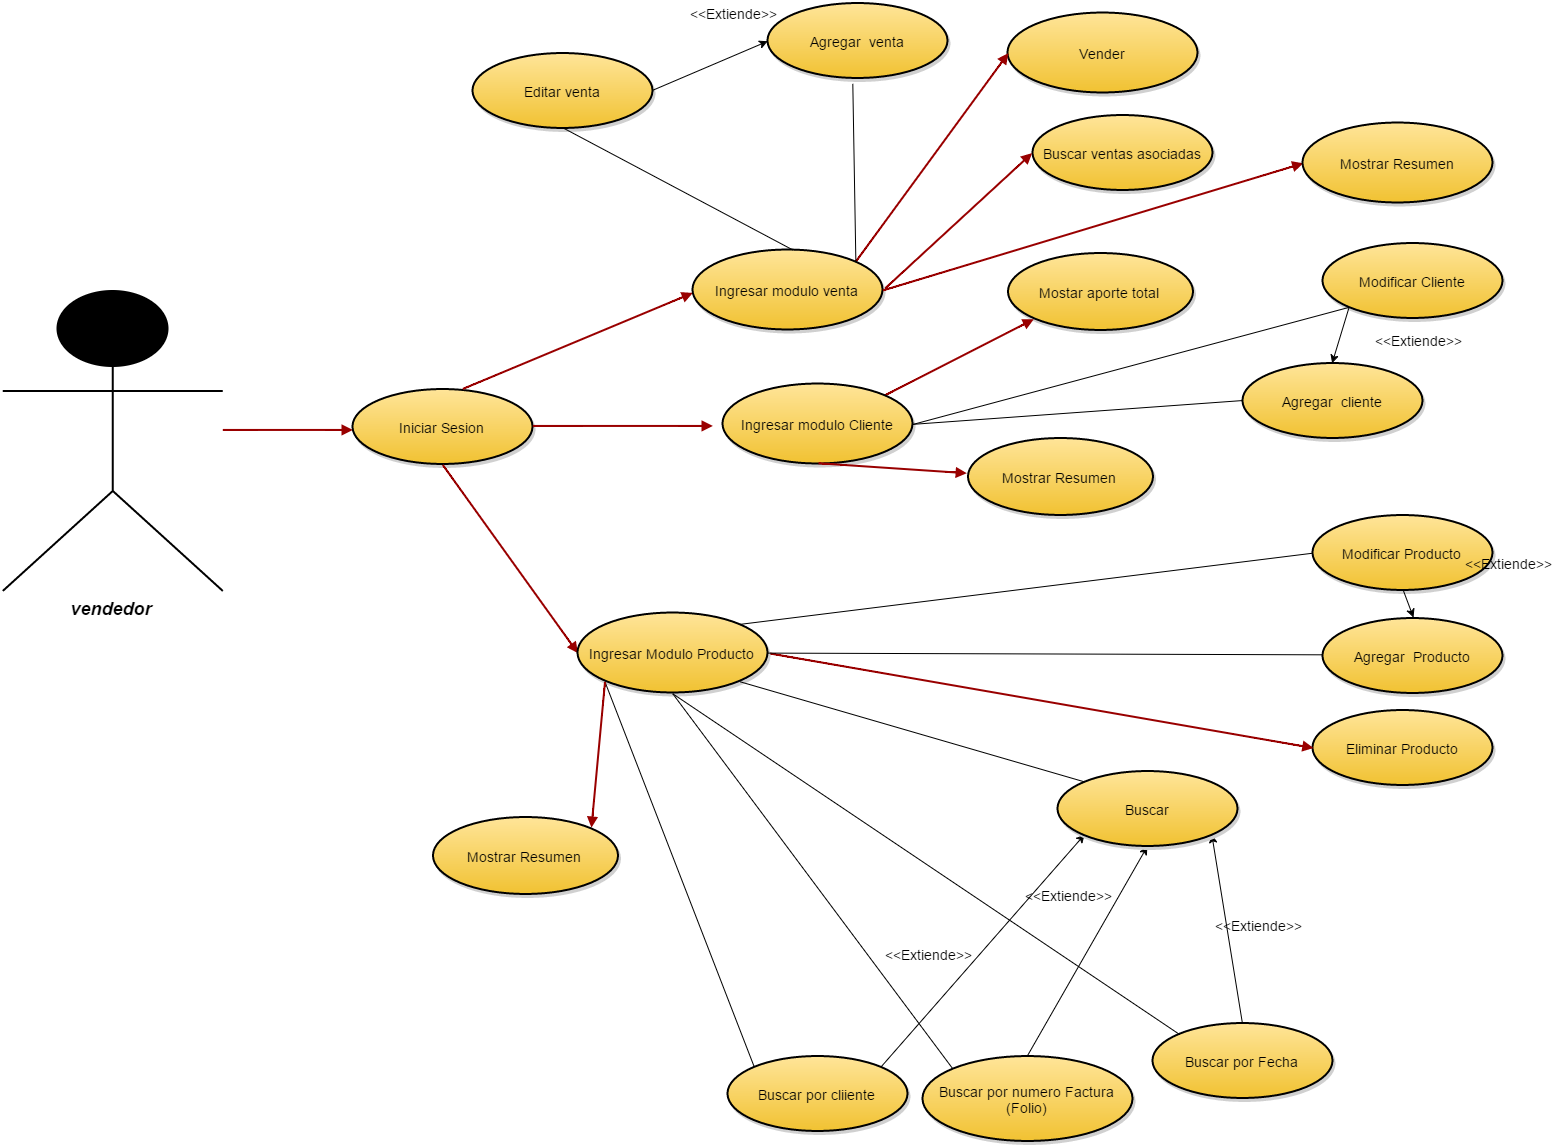 <<Extiende>>
Agregar venta
Vender
Editar venta
Buscar ventas asociadas
Mostrar Resumen
Ingresar modulo venta
Mostar aporte total
Modificar Cliente
<<Extiende>>
Agregar cliente
Iniciar Sesion
Ingresar modulo Cliente
Mostrar Resumen
Modificar Producto
<<Extiende>>
vendedor
Ingresar Modulo Producto
Agregar Producto
Eliminar Producto
Buscar
Mostrar Resumen
<<Extiende>>
<<Extiende>>
<<Extiende>>
Buscar por Fecha
Buscar por cliiente
Buscar por numero Factura
(Folio)